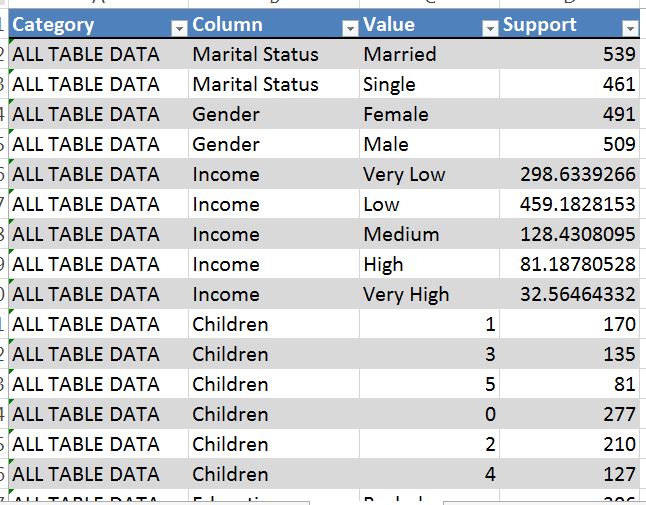 Category Column Value Support
ALL TABLE DATA Marital Status Married 539
ALL TABLE DATA Marital Status Single 461
ALL TABLE DATA Gender Female 491
ALL TABLE DATA Gender Male 509
ALL TABLE DATA Income Very Low 298.6339266
ALL TABLE DATA Income Low 459.1828153
ALL TABLE DATA Income Medium 128.4308095
ALL TABLE DATA Income High 81.18780528
ALL TABLE DATA Income Very High 32.56464332
ALL TABLE DATA Children 1 170
ALL TABLE DATA Children 3 135
ALL TABLE DATA Children 5 81
ALL TABLE DATA Children 0 277
ALL TABLE DATA Children 2 210
ALL TABLE DATA Children 4 127